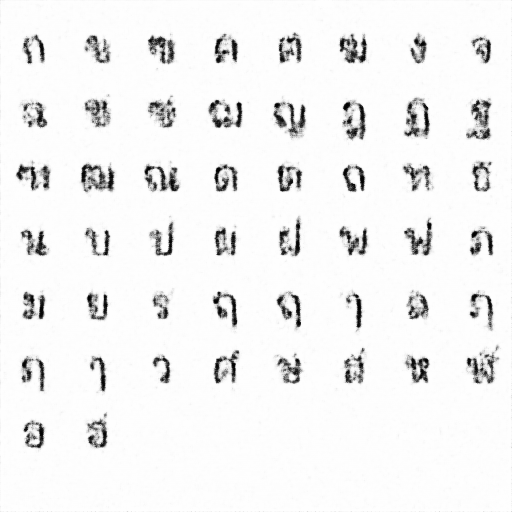 ก ข ฃ ค ฅ ฆ ง จ
ฉ ช ซ ฌ ญ ฎ ฏ ฐ
ฑ ฒ ณ ด ต ถ ท ธ
น บ ป ผ ฝ พ ฟ ภ
ม ย ร ฤ ฤ ๅ ล ฦ
ฦ ๅ ว ศ ษ ส ห ฬ
อ ฮ